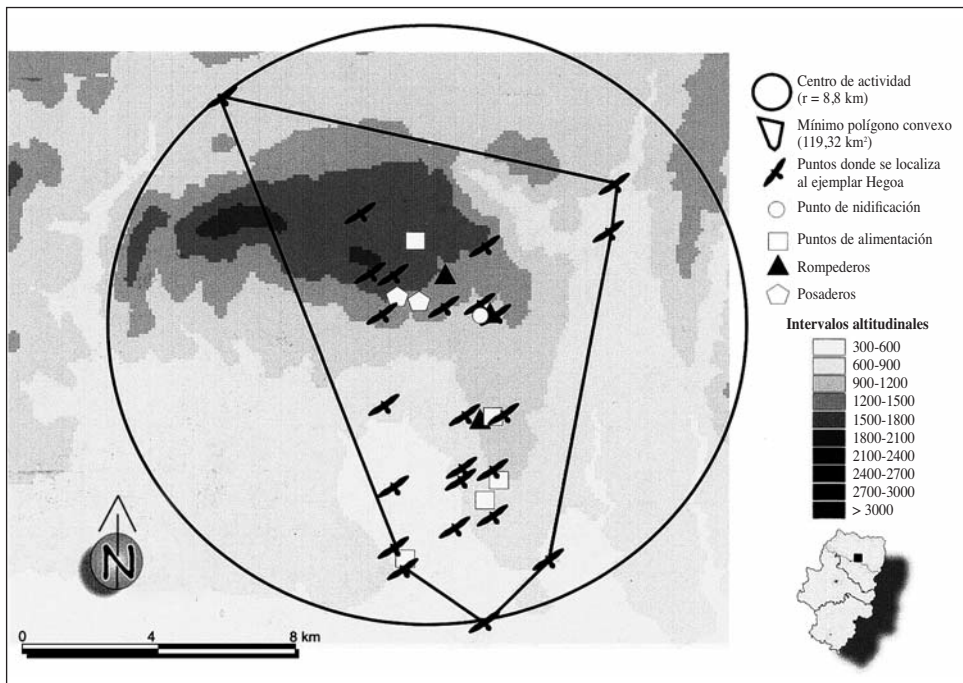 Centro de actividad
(r = 8,8 km)
Mínimo polígono convexo
(119,32 km²)
Puntos donde se localiza
al ejemplar Hegoa
Punto de nidificación
Puntos de alimentación
Rompederos
Posaderos
Intervalos altitudinales
300-600
600-900
900-1200
1200-1500
1500-1800
1800-2100
2100-2400
2400-2700
2700-3000
> 3000
N
0 4 8 km